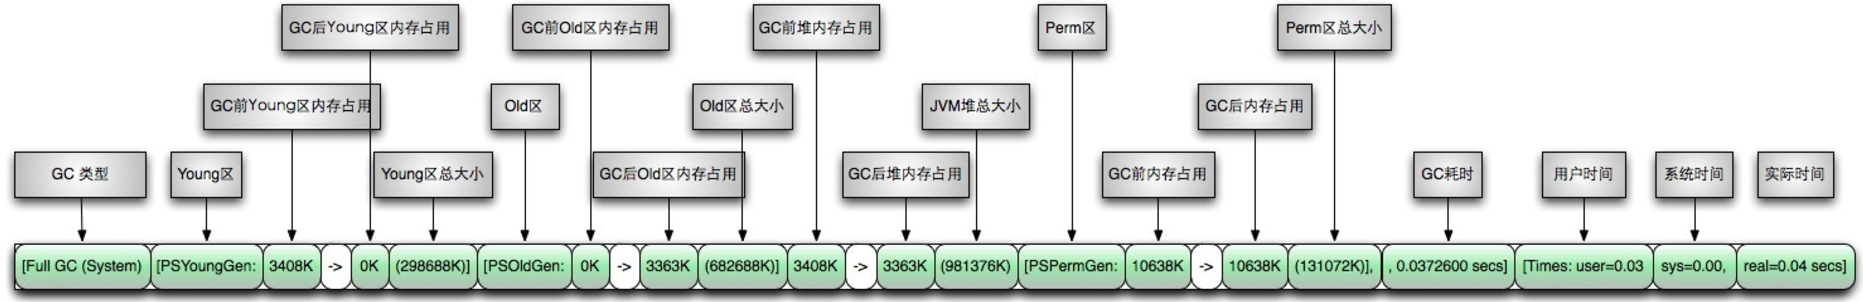 GC后Young区内存占用 GC前Old区内存占用 GC前堆内存占用 Perm区 Perm区总大小
GC前Young区内存占用 Old区 Old区总大小 JVM堆总大小 GC后内存占用
GC 类型 Young区 Young区总大小 GC后Old区内存占用 GC后堆内存占用 GC前内存占用 GC耗时 用户时间 系统时间 实际时间
[Full GC (System) [PSYoungGen: 3408K -> 0K (298688K)] [PSOldGen: 0K -> 3363K (682688K)] 3408K -> 3363K (981376K) [PSPermGen: 10638K -> 10638K (131072K)], , 0.0372600 secs] [Times: user=0.03 sys=0.00, real=0.04 secs]